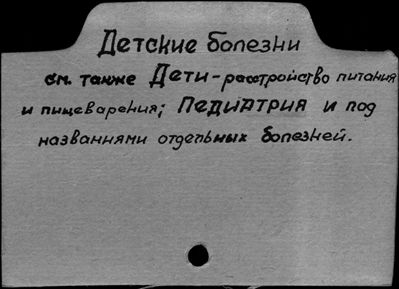 Детские болезни
см. также Дети-расстройство питания
и пищеварения; ПЕДИАТРИЯ и под
названиями отдельных болезней.